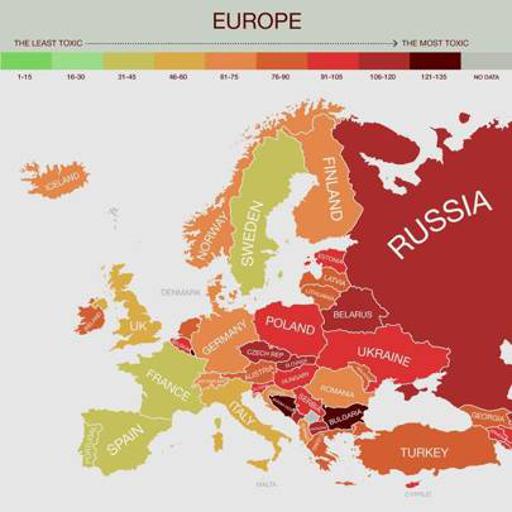 EUROPE
THE LEAST TOXIC
THE MOST TOXIC
1-15
16-30
31-45
46-60
61-75
76-90
91-105
106-120
121-135
NO DATA
ICELAND
NORWAY
SWEDEN
FINLAND
RUSSIA
ESTONIA
LATVIA
LITHUANIA
DENMARK
UK
IRELAND
BELARUS
POLAND
GERMANY
CZECH REP
UKRAINE
FRANCE
AUSTRIA
HUNGARY
ROMANIA
SERBIA
BULGARIA
ITALY
SPAIN
PORTUGAL
GEORGIA
TURKEY
MALTA
CYPRUS